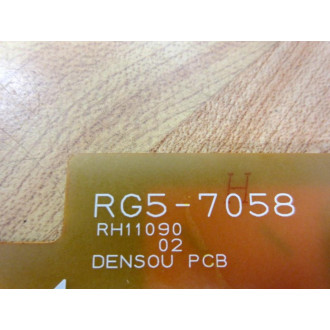 H
RG5-7058
RH11090
02
DENSOU PCB